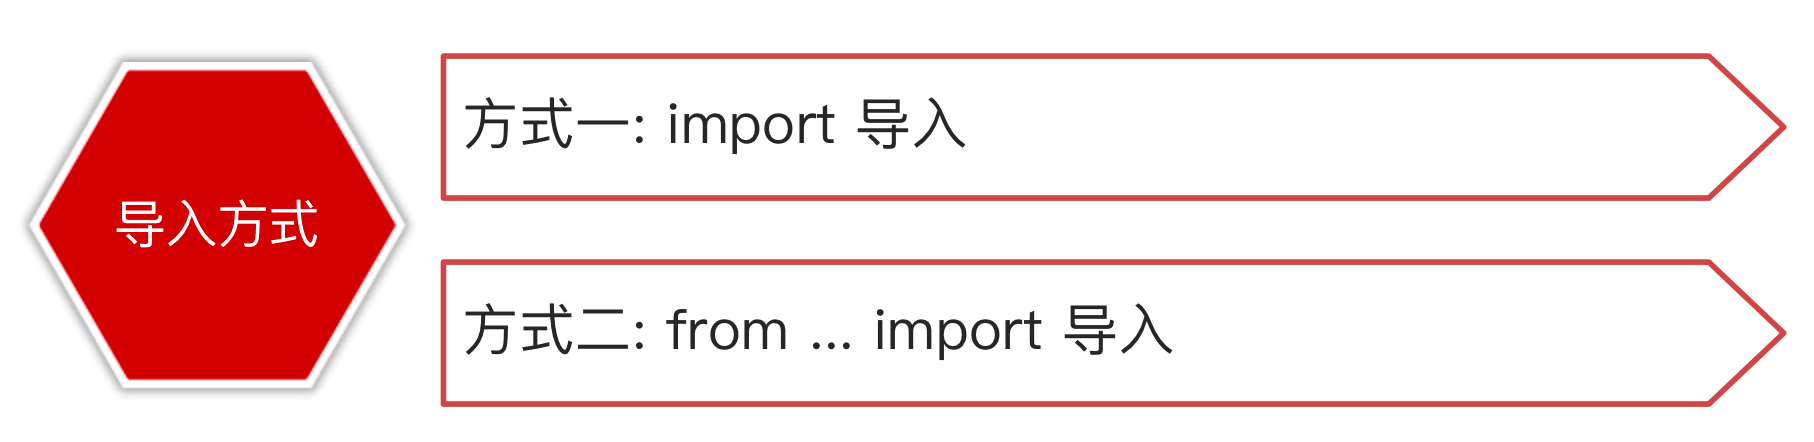 导入方式
方式一: import 导入
方式二: from ... import 导入